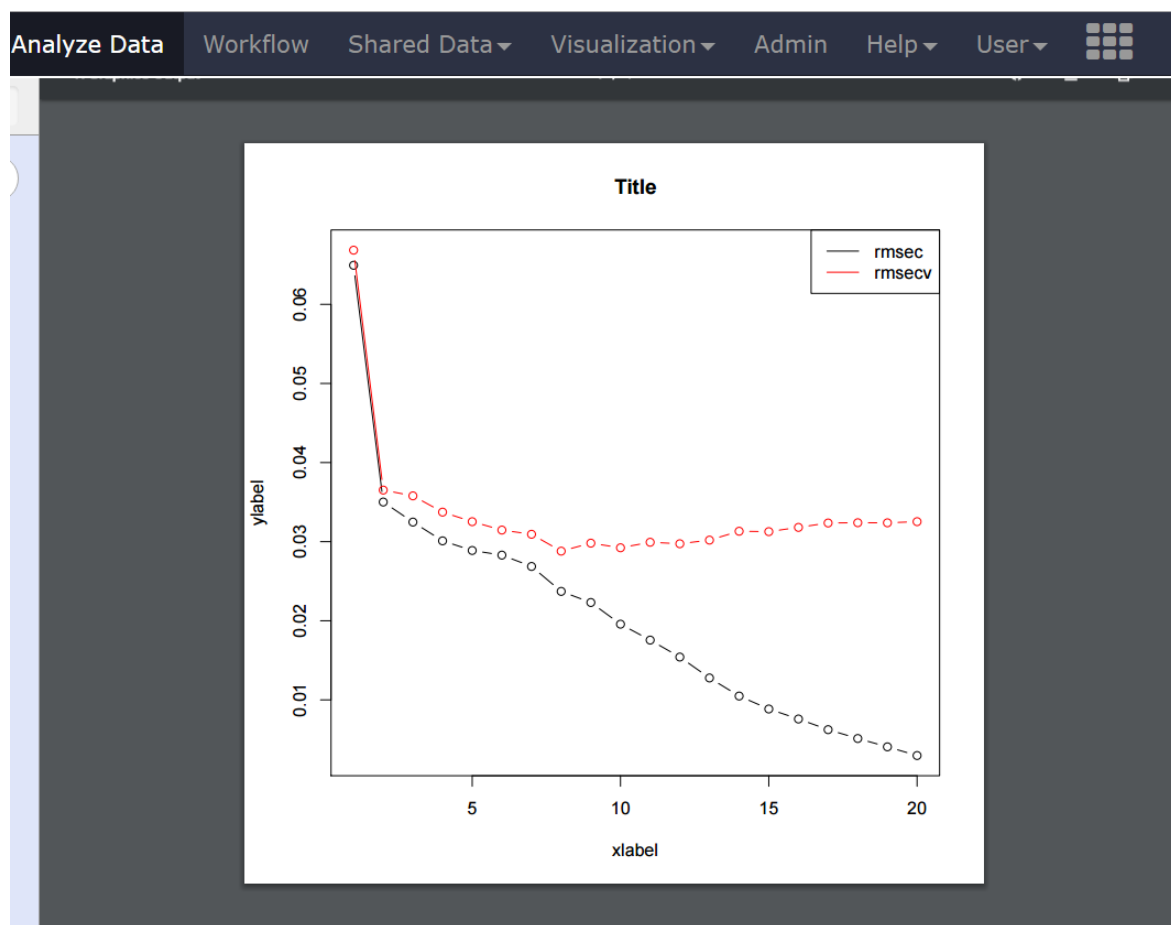 Analyze Data Workflow Shared Data Visualization Admin Help User
Title
rmsec
rmsecv
0.06
0.05
0.04
0.03
0.02
0.01
ylabel
5 10 15 20
xlabel